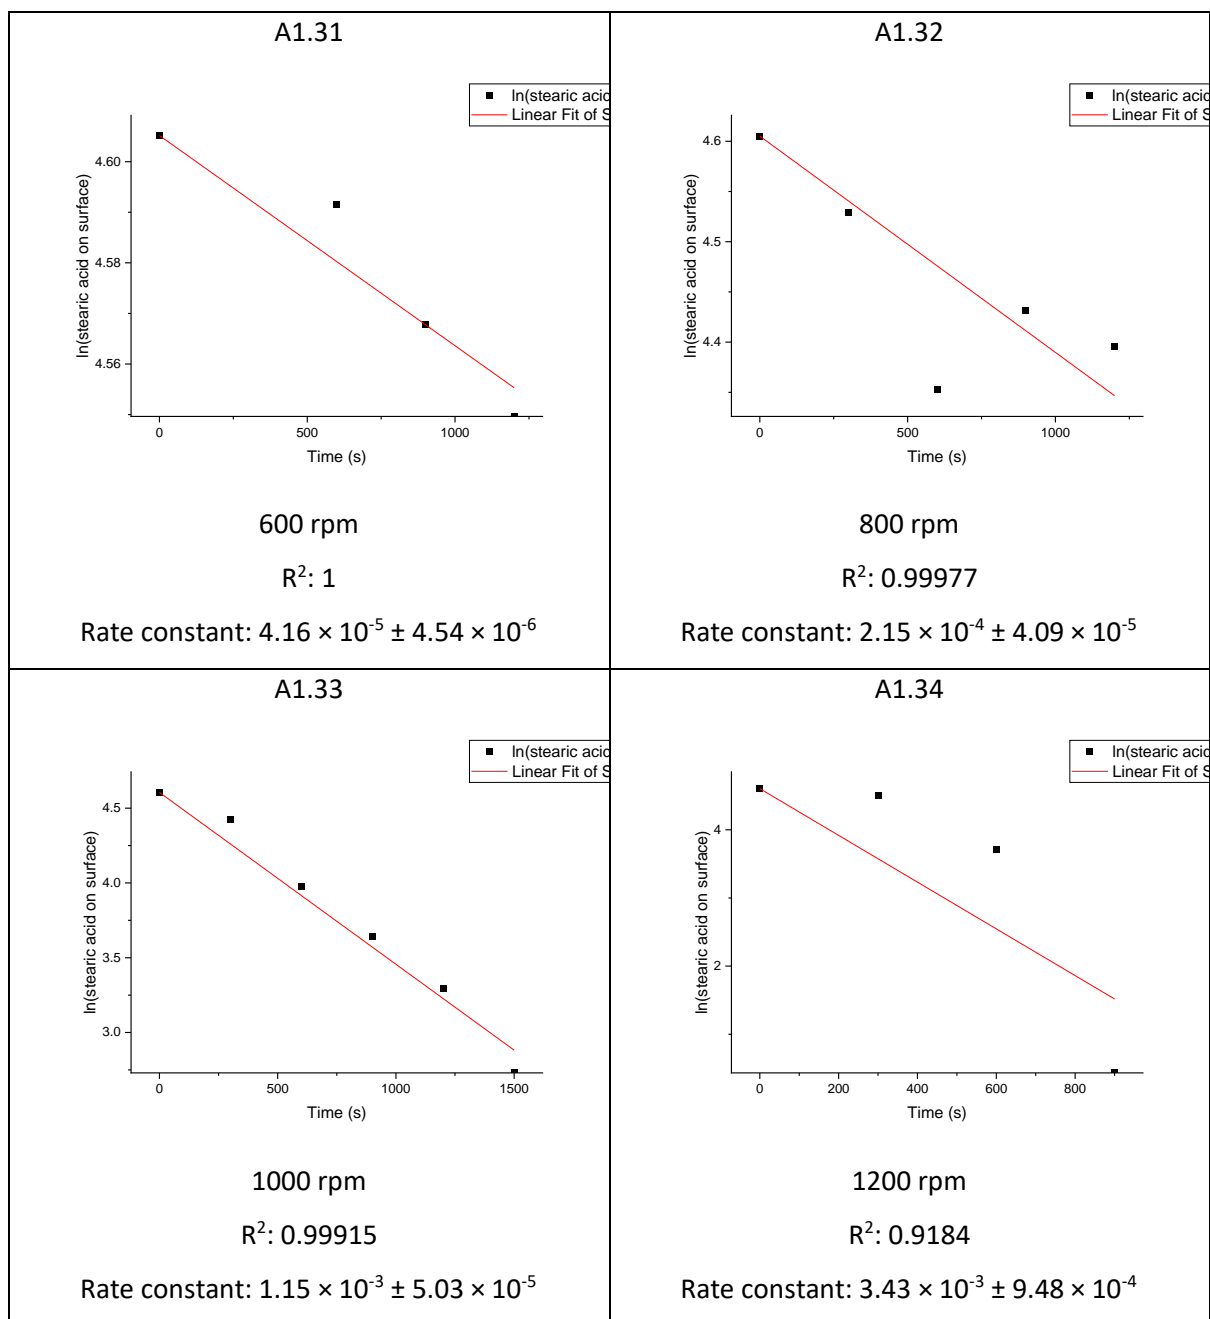 A1.31
ln(stearic acid
Linear Fit of S
4.60
4.58
4.56
ln(stearic acid on surface)
0
500
1000
Time (s)
600 rpm
R²: 1
Rate constant: 4.16 × 10⁻⁵ ± 4.54 × 10⁻⁶
A1.32
ln(stearic acid
Linear Fit of S
4.6
4.5
4.4
ln(stearic acid on surface)
0
500
1000
Time (s)
800 rpm
R²: 0.99977
Rate constant: 2.15 × 10⁻⁴ ± 4.09 × 10⁻⁵
A1.33
ln(stearic acid
Linear Fit of S
4.5
4.0
3.5
3.0
ln(stearic acid on surface)
0
500
1000
1500
Time (s)
1000 rpm
R²: 0.99915
Rate constant: 1.15 × 10⁻³ ± 5.03 × 10⁻⁵
A1.34
ln(stearic acid
Linear Fit of S
4
2
ln(stearic acid on surface)
0
200
400
600
800
Time (s)
1200 rpm
R²: 0.9184
Rate constant: 3.43 × 10⁻³ ± 9.48 × 10⁻⁴